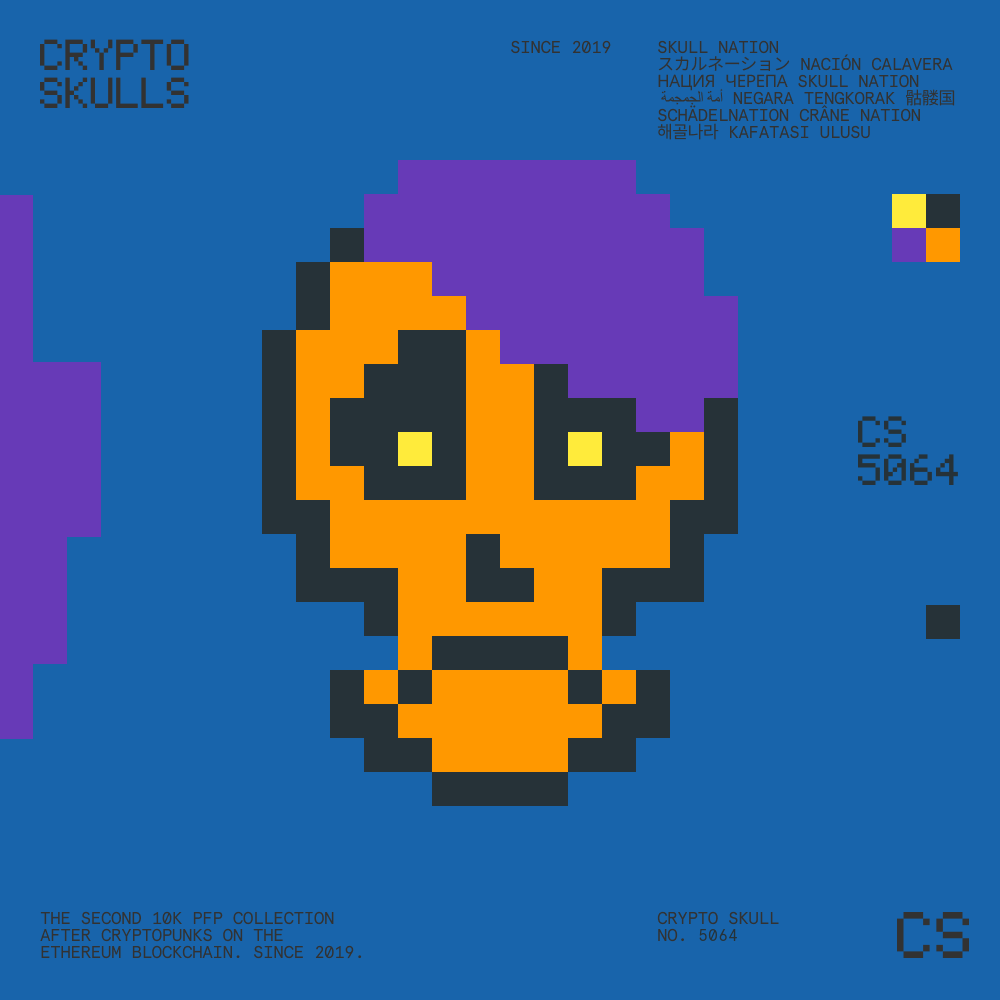 CRYPTO
SKULLS
SINCE 2019
SKULL NATION
スカルネーション NACIÓN CALAVERA
НАЦИЯ ЧЕРЕПА SKULL NATION
أمة الجمجمة NEGARA TENGKORAK 骷髅国
SCHÄDELNATION CRÂNE NATION
해골나라 KAFATASI ULUSU
CS
5064
THE SECOND 10K PFP COLLECTION
AFTER CRYPTOPUNKS ON THE
ETHEREUM BLOCKCHAIN. SINCE 2019.
CRYPTO SKULL
NO. 5064
CS